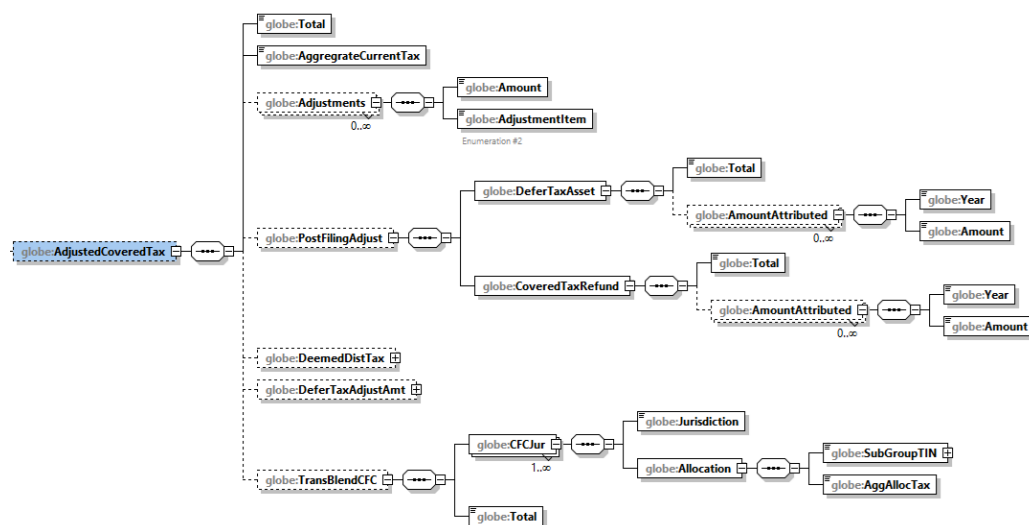 globe:Total
globe:AggregrateCurrentTax
globe:Adjustments
0..∞
globe:Amount
globe:AdjustmentItem
Enumeration #2
globe:AdjustedCoveredTax
globe:PostFilingAdjust
globe:DeferTaxAsset
globe:Total
globe:AmountAttributed
0..∞
globe:Year
globe:Amount
globe:CoveredTaxRefund
globe:Total
globe:AmountAttributed
0..∞
globe:Year
globe:Amount
globe:DeemedDistTax
globe:DeferTaxAdjustAmt
globe:TransBlendCFC
globe:CFCJur
1..∞
globe:Jurisdiction
globe:Allocation
globe:SubGroupTIN
globe:AggAllocTax
globe:Total